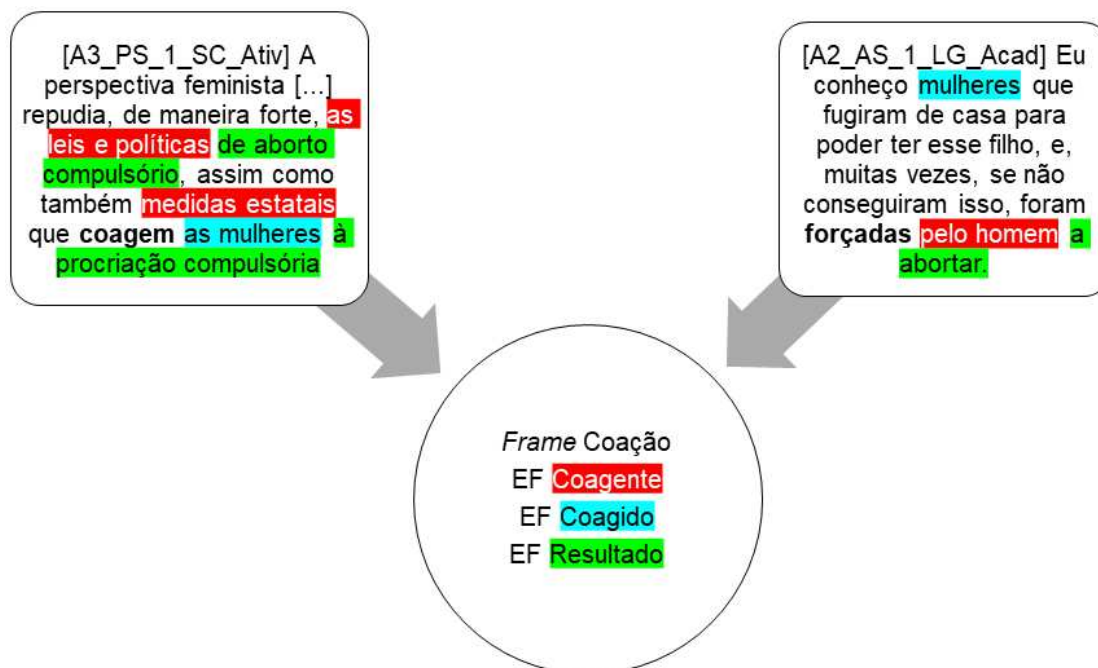 [A3_PS_1_SC_Ativ] A
perspectiva feminista [...]
repudia, de maneira forte, as
leis e políticas de aborto
compulsório, assim como
também medidas estatais
que coagem as mulheres à
procriação compulsória
[A2_AS_1_LG_Acad] Eu
conheço mulheres que
fugiram de casa para
poder ter esse filho, e,
muitas vezes, se não
conseguiram isso, foram
forçadas pelo homem a
abortar.
Frame Coação
EF Coagente
EF Coagido
EF Resultado